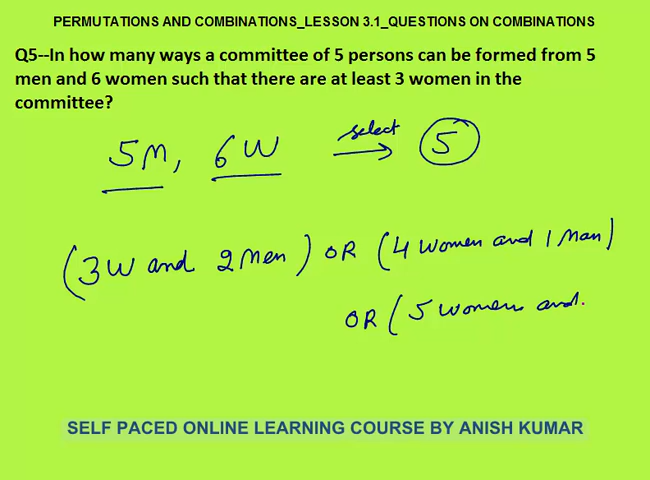 PERMUTATIONS AND COMBINATIONS_LESSON 3.1_QUESTIONS ON COMBINATIONS
Q5--In how many ways a committee of 5 persons can be formed from 5
men and 6 women such that there are at least 3 women in the
committee?
5M, 6W select 5
(3W and 2 Men) OR (4 women and 1 Man)
OR (5 women and.
SELF PACED ONLINE LEARNING COURSE BY ANISH KUMAR